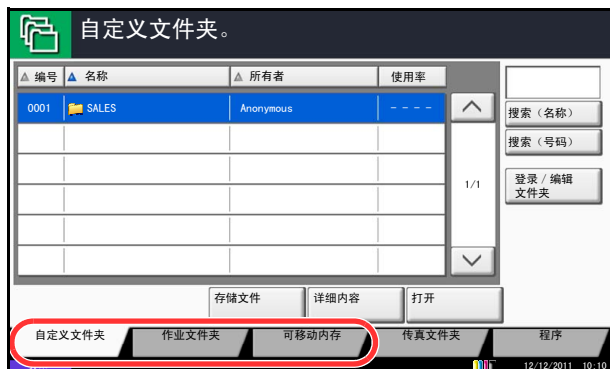 自定义文件夹。
△ 编号 ▲ 名称 △ 所有者 使用率
0001 SALES Anonymous - - - -
搜索（名称）
搜索（号码）
1/1
登录 / 编辑
文件夹
存储文件 详细内容 打开
自定义文件夹 作业文件夹 可移动内存 传真文件夹 程序
12/12/2011 10:10